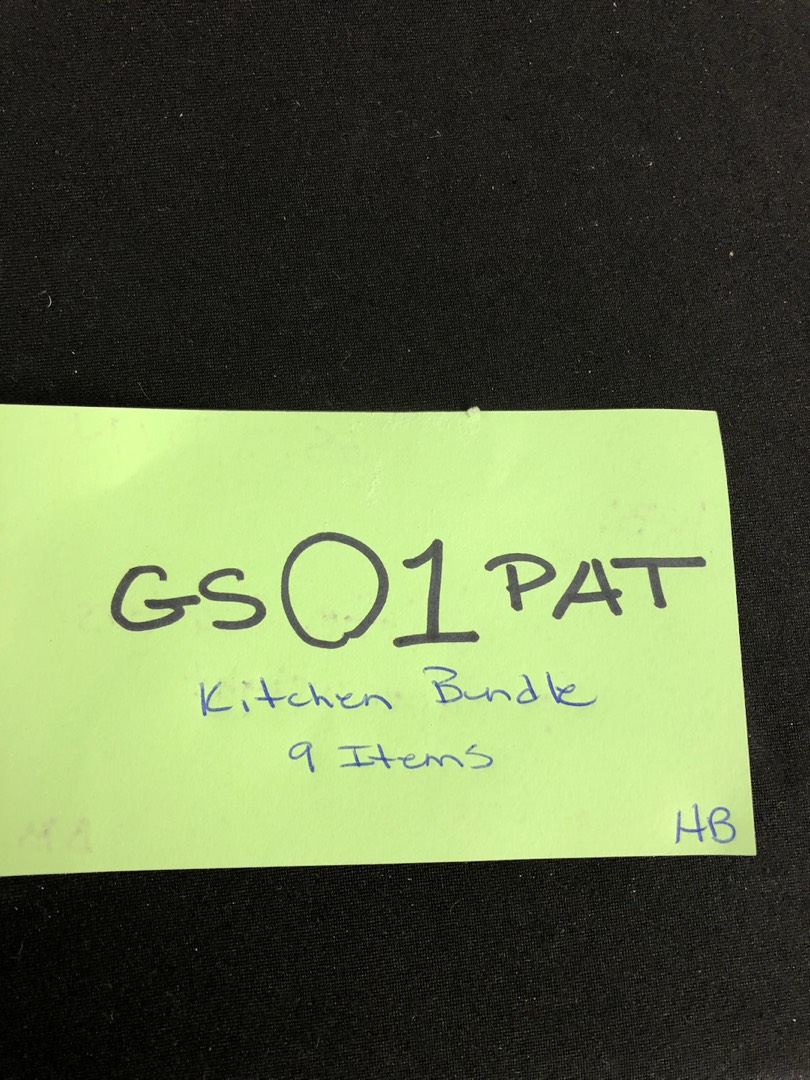 GS01PAT
Kitchen Bundle
9 Items
HB